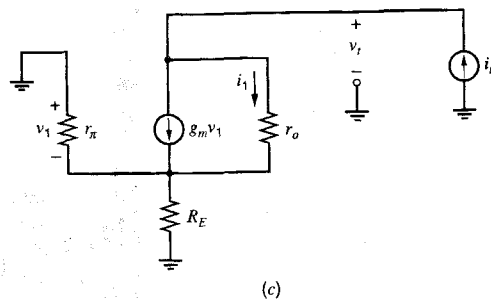 +
v_t
−
i_t
+
i_1
v_1
r_π
g_m v_1
r_o
−
R_E
(c)